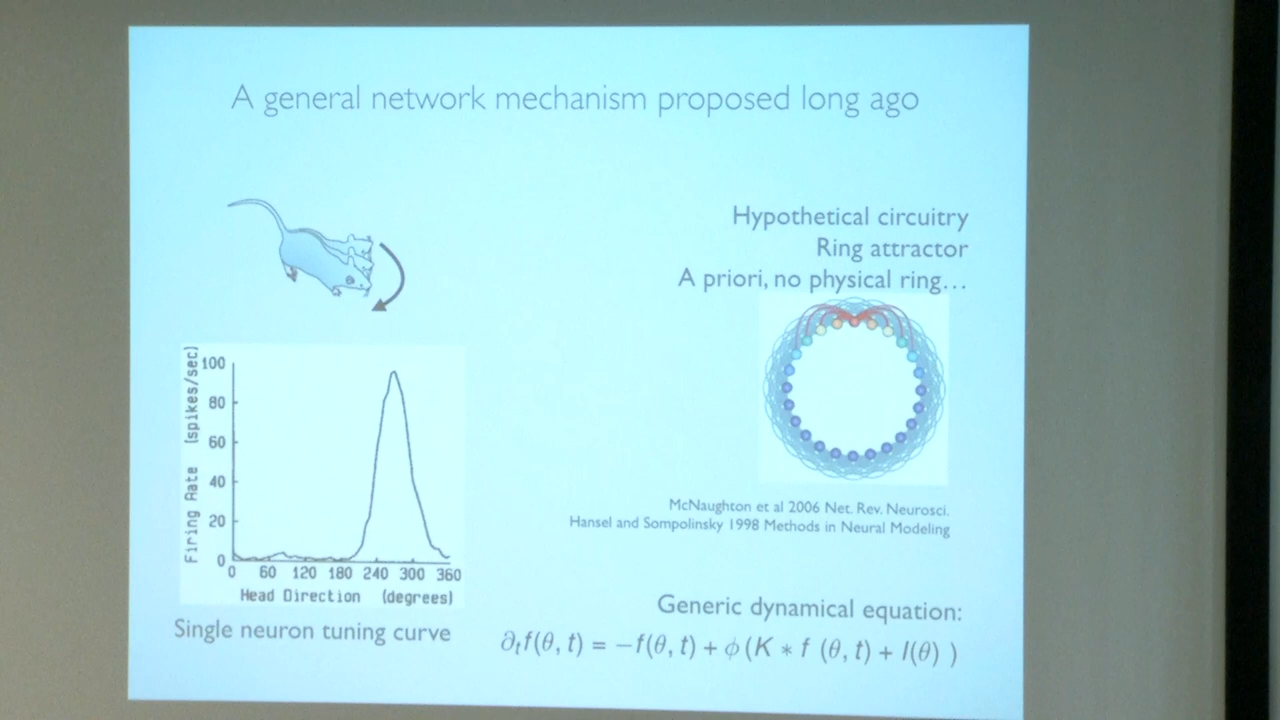 A general network mechanism proposed long ago
Hypothetical circuitry
Ring attractor
A priori, no physical ring…
Firing Rate (spikes/sec)
100
80
60
40
20
0
0 60 120 180 240 300 360
Head Direction (degrees)
Single neuron tuning curve
McNaughton et al 2006 Net. Rev. Neurosci.
Hansel and Sompolinsky 1998 Methods in Neural Modeling
Generic dynamical equation:
∂ₜf(θ, t) = −f(θ, t) + ϕ(K ∗ f (θ, t) + I(θ) )